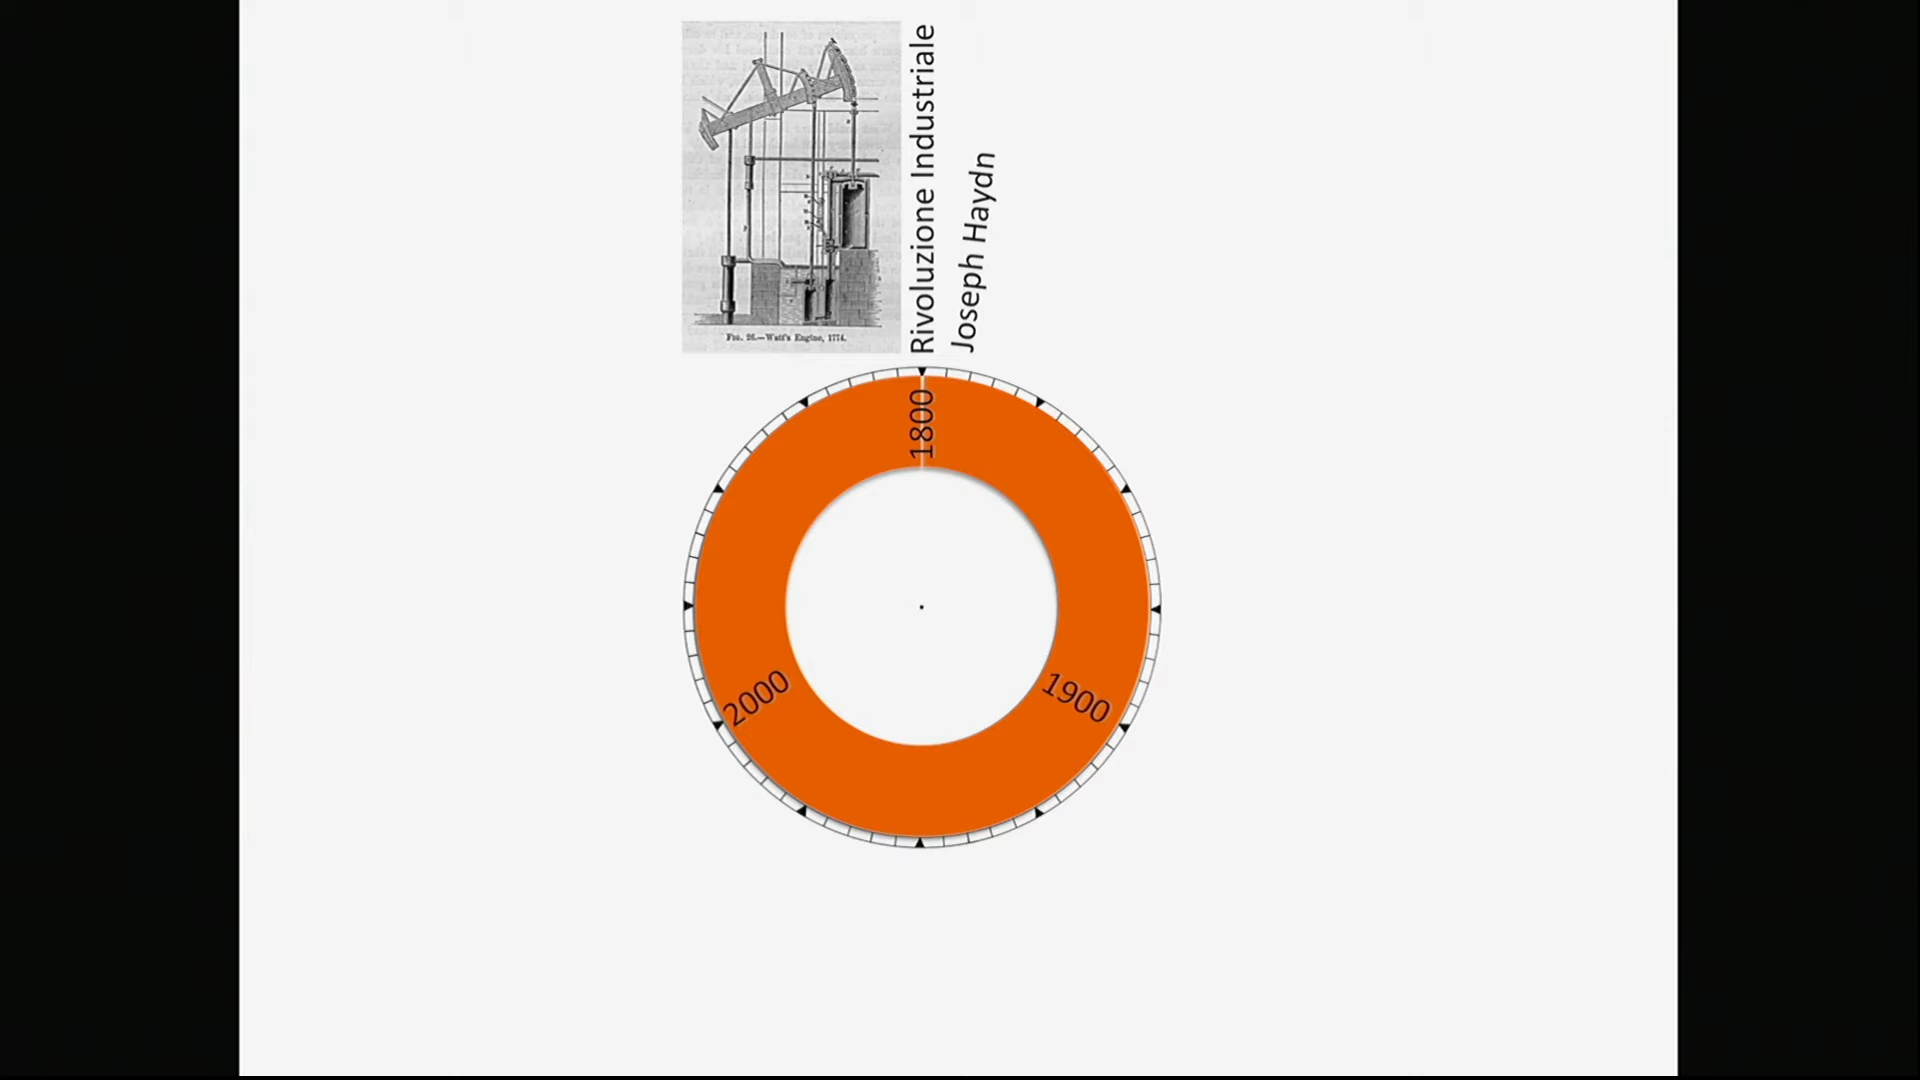 Rivoluzione Industriale
Joseph Haydn
FIG. 26.—Watt's Engine, 1774.
1800
1900
2000